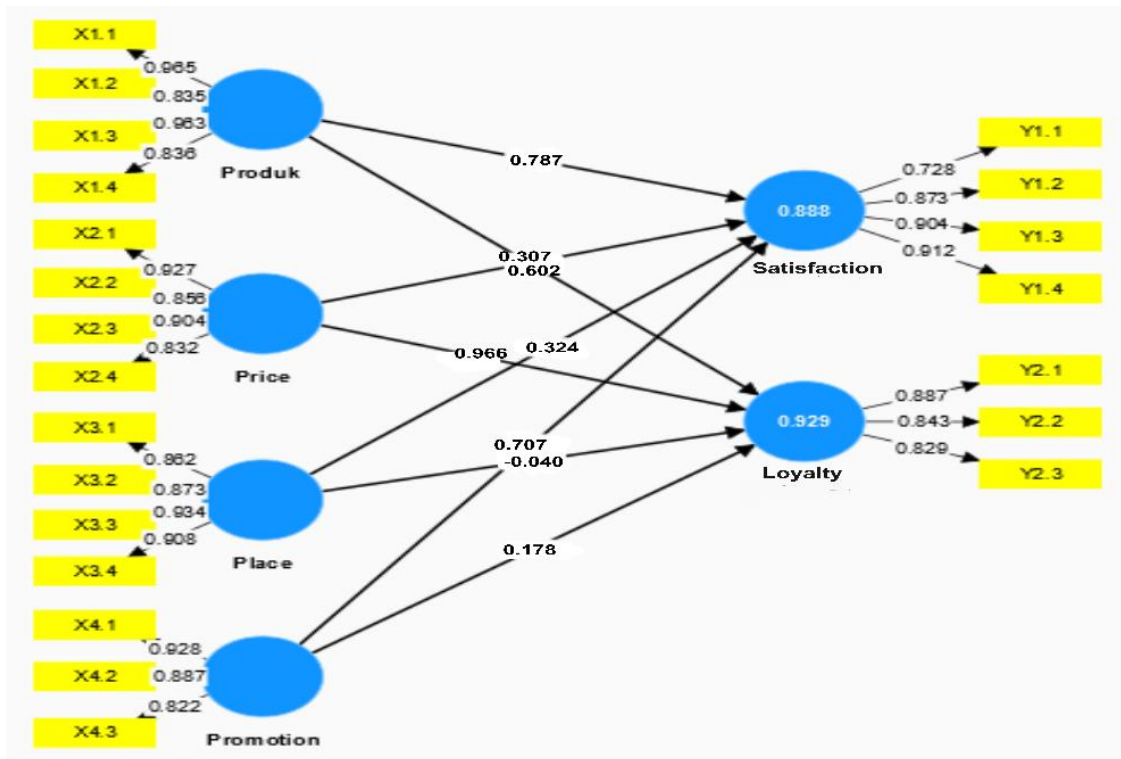 X1.1
0.965
X1.2
0.835
X1.3
0.963
0.836
X1.4
Produk
X2.1
0.927
X2.2
0.856
X2.3
0.904
0.832
X2.4
Price
X3.1
0.862
X3.2
0.873
X3.3
0.934
0.908
X3.4
Place
X4.1
0.928
X4.2
0.887
0.822
X4.3
Promotion
0.787
0.307
0.602
0.966
0.324
0.707
-0.040
0.178
0.888
Satisfaction
0.929
Loyalty
0.728
Y1.1
0.873
Y1.2
0.904
Y1.3
0.912
Y1.4
0.887
Y2.1
0.843
Y2.2
0.829
Y2.3